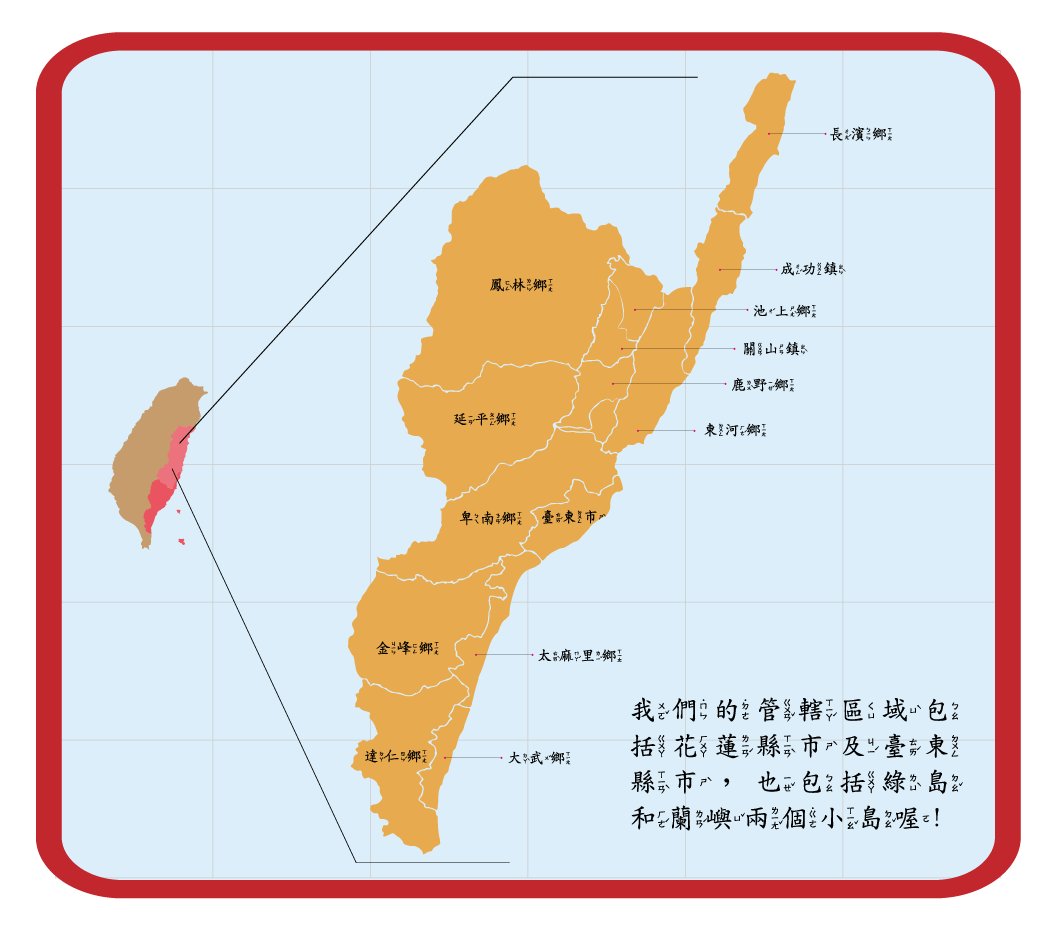 長濱鄉
成功鎮
鳳林鄉
池上鄉
關山鎮
鹿野鄉
延平鄉
東河鄉
卑南鄉
臺東市
金峰鄉
太麻里鄉
達仁鄉
大武鄉
我們的管轄區域包
括花蓮縣市及臺東
縣市，也包括綠島
和蘭嶼兩個小島喔！